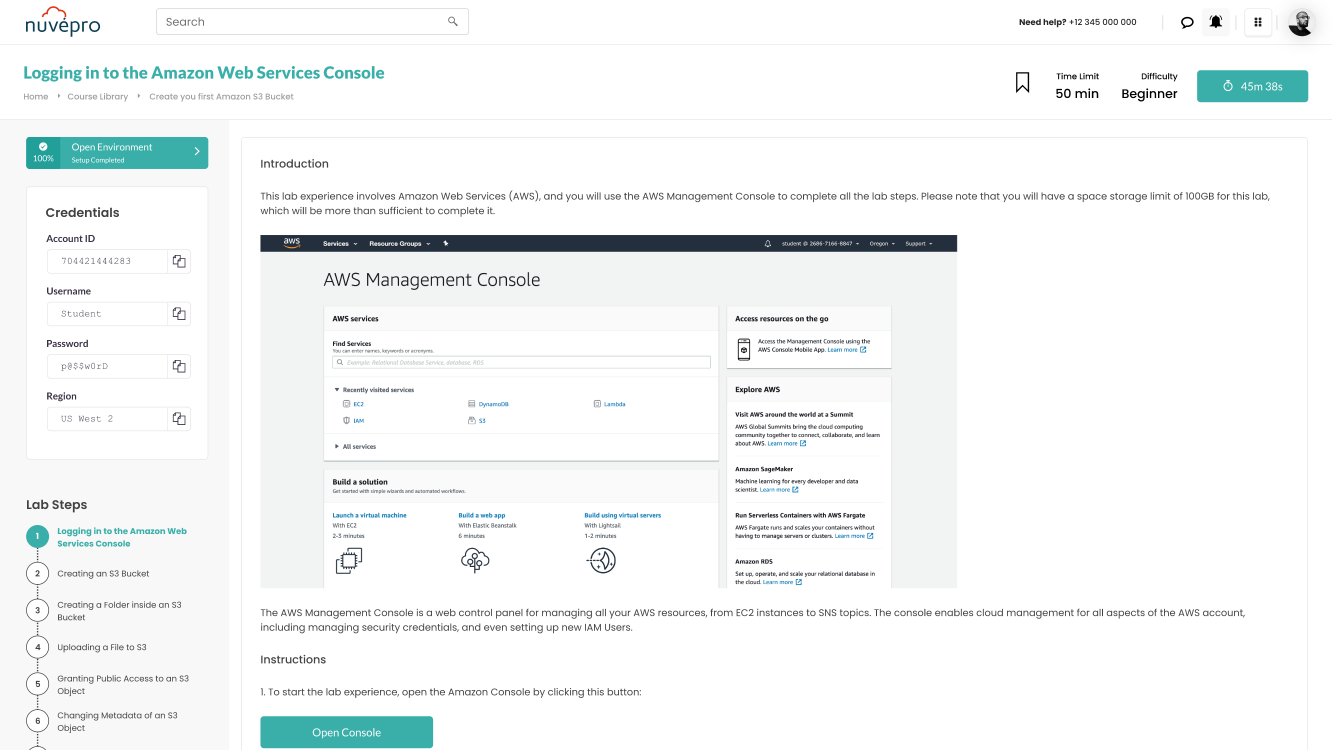 nuvepro
Search
Need help? +12 345 000 000
Logging in to the Amazon Web Services Console
Home
Course Library
Create you first Amazon S3 Bucket
Time Limit
50 min
Difficulty
Beginner
45m 38s
100%
Open Environment
Setup Completed
Credentials
Account ID
704421444283
Username
Student
Password
p@$$w0rD
Region
US West 2
Lab Steps
1
Logging in to the Amazon Web
Services Console
2
Creating an S3 Bucket
3
Creating a Folder inside an S3
Bucket
4
Uploading a File to S3
5
Granting Public Access to an S3
Object
6
Changing Metadata of an S3
Object
Introduction
This lab experience involves Amazon Web Services (AWS), and you will use the AWS Management Console to complete all the lab steps. Please note that you will have a space storage limit of 100GB for this lab,
which will be more than sufficient to complete it.
aws
Services
Resource Groups
student @ 2686-7166-8847
Oregon
Support
AWS Management Console
AWS services
Find Services
You can enter names, keywords or acronyms.
Example: Relational Database Service, database, RDS
Recently visited services
EC2
DynamoDB
Lambda
IAM
S3
All services
Build a solution
Get started with simple wizards and automated workflows.
Launch a virtual machine
With EC2
2-3 minutes
Build a web app
With Elastic Beanstalk
6 minutes
Build using virtual servers
With Lightsail
1-2 minutes
Access resources on the go
Access the Management Console using the
AWS Console Mobile App. Learn more
Explore AWS
Visit AWS around the world at a Summit
AWS Global Summits bring the cloud computing
community together to connect, collaborate, and learn
about AWS. Learn more
Amazon SageMaker
Machine learning for every developer and data
scientist. Learn more
Run Serverless Containers with AWS Fargate
AWS Fargate runs and scales your containers without
having to manage servers or clusters. Learn more
Amazon RDS
Set up, operate, and scale your relational database in
the cloud. Learn more
The AWS Management Console is a web control panel for managing all your AWS resources, from EC2 instances to SNS topics. The console enables cloud management for all aspects of the AWS account,
including managing security credentials, and even setting up new IAM Users.
Instructions
1. To start the lab experience, open the Amazon Console by clicking this button:
Open Console